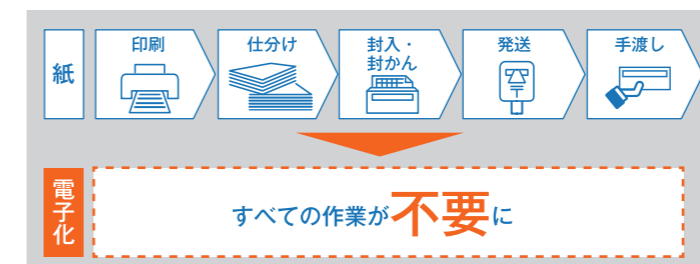 紙
印刷
仕分け
封入・
封かん
発送
手渡し
電子化
すべての作業が不要に